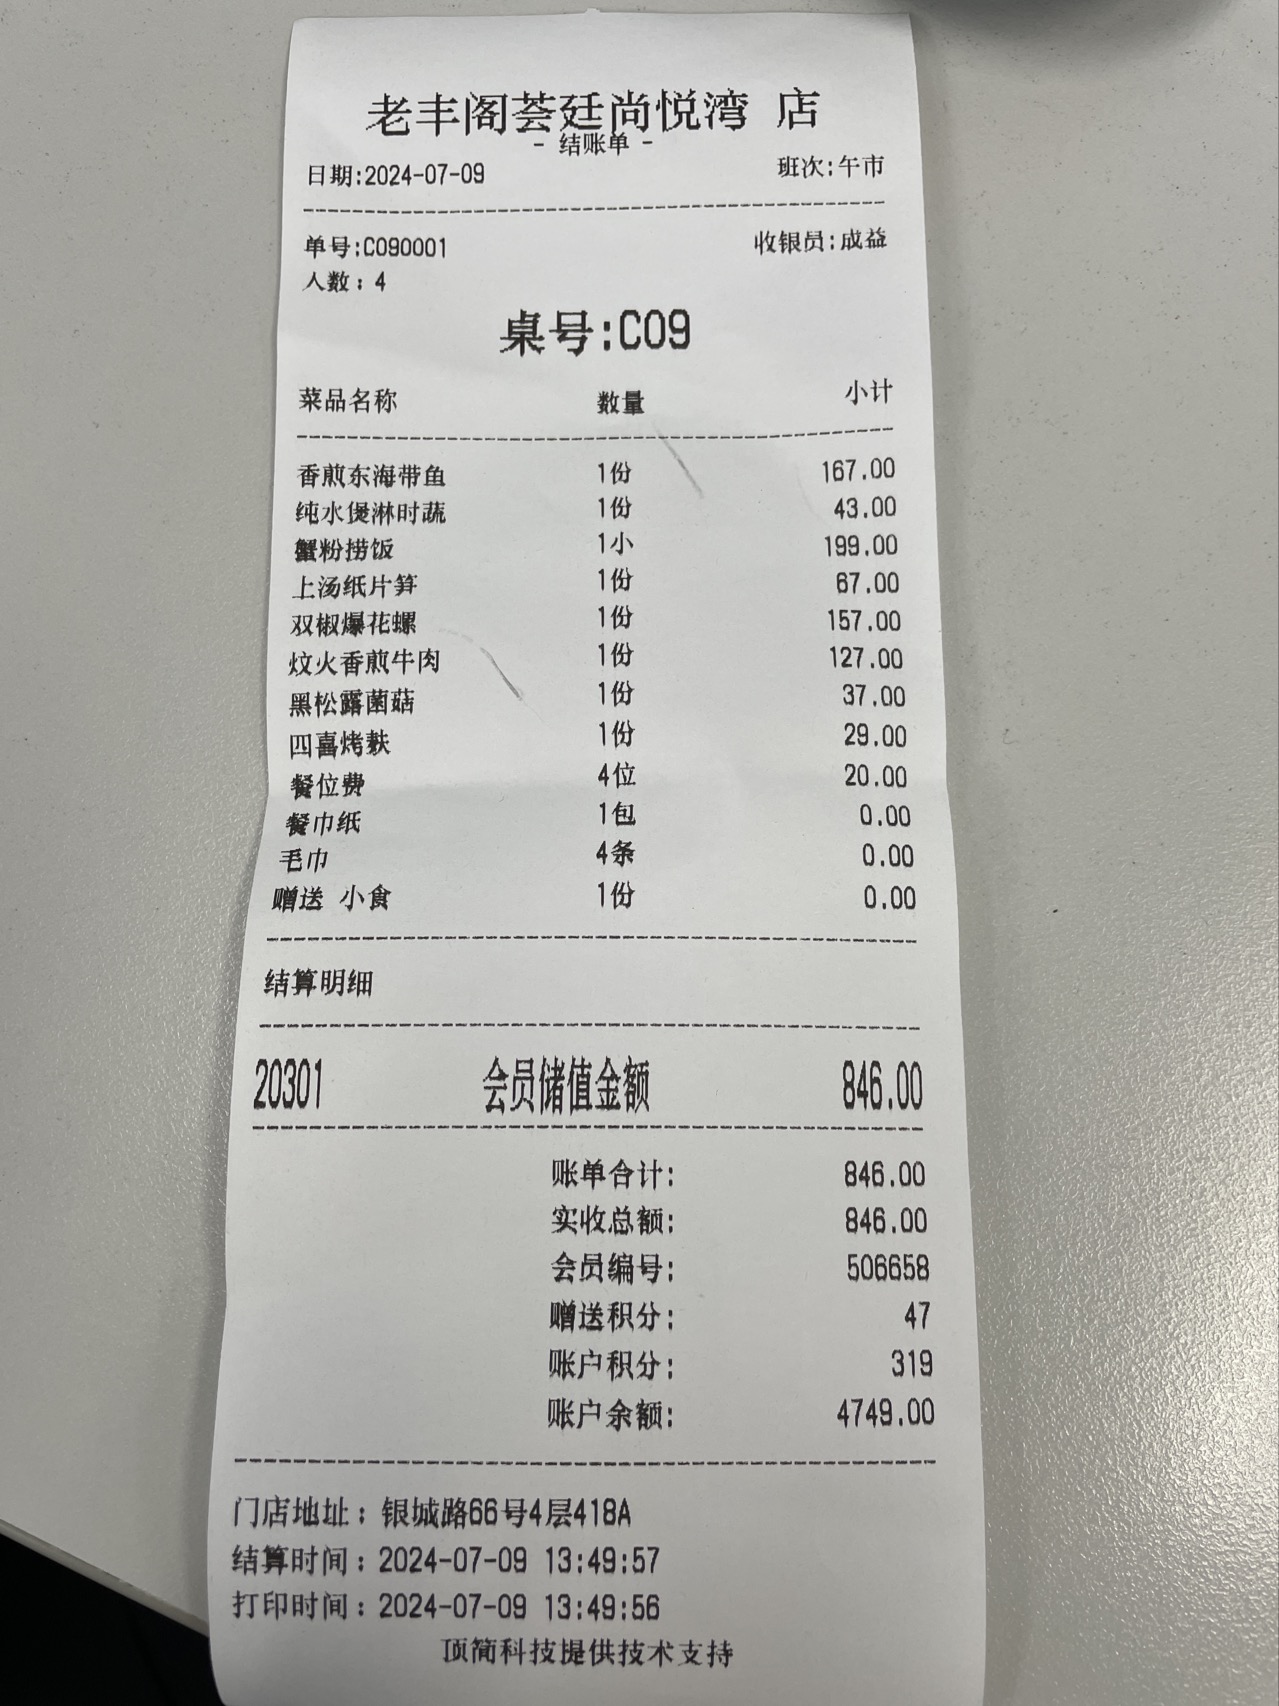 老丰阁荟廷尚悦湾 店
- 结账单 -
日期:2024-07-09 班次:午市
单号:C090001 收银员:成益
人数：4
桌号:C09
菜品名称 数量 小计
香煎东海带鱼 1份 167.00
纯水煲淋时蔬 1份 43.00
蟹粉捞饭 1小 199.00
上汤纸片笋 1份 67.00
双椒爆花螺 1份 157.00
炆火香煎牛肉 1份 127.00
黑松露菌菇 1份 37.00
四喜烤麸 1份 29.00
餐位费 4位 20.00
餐巾纸 1包 0.00
毛巾 4条 0.00
赠送 小食 1份 0.00
结算明细
20301 会员储值金额 846.00
账单合计: 846.00
实收总额: 846.00
会员编号: 506658
赠送积分: 47
账户积分: 319
账户余额: 4749.00
门店地址：银城路66号4层418A
结算时间：2024-07-09 13:49:57
打印时间：2024-07-09 13:49:56
顶简科技提供技术支持